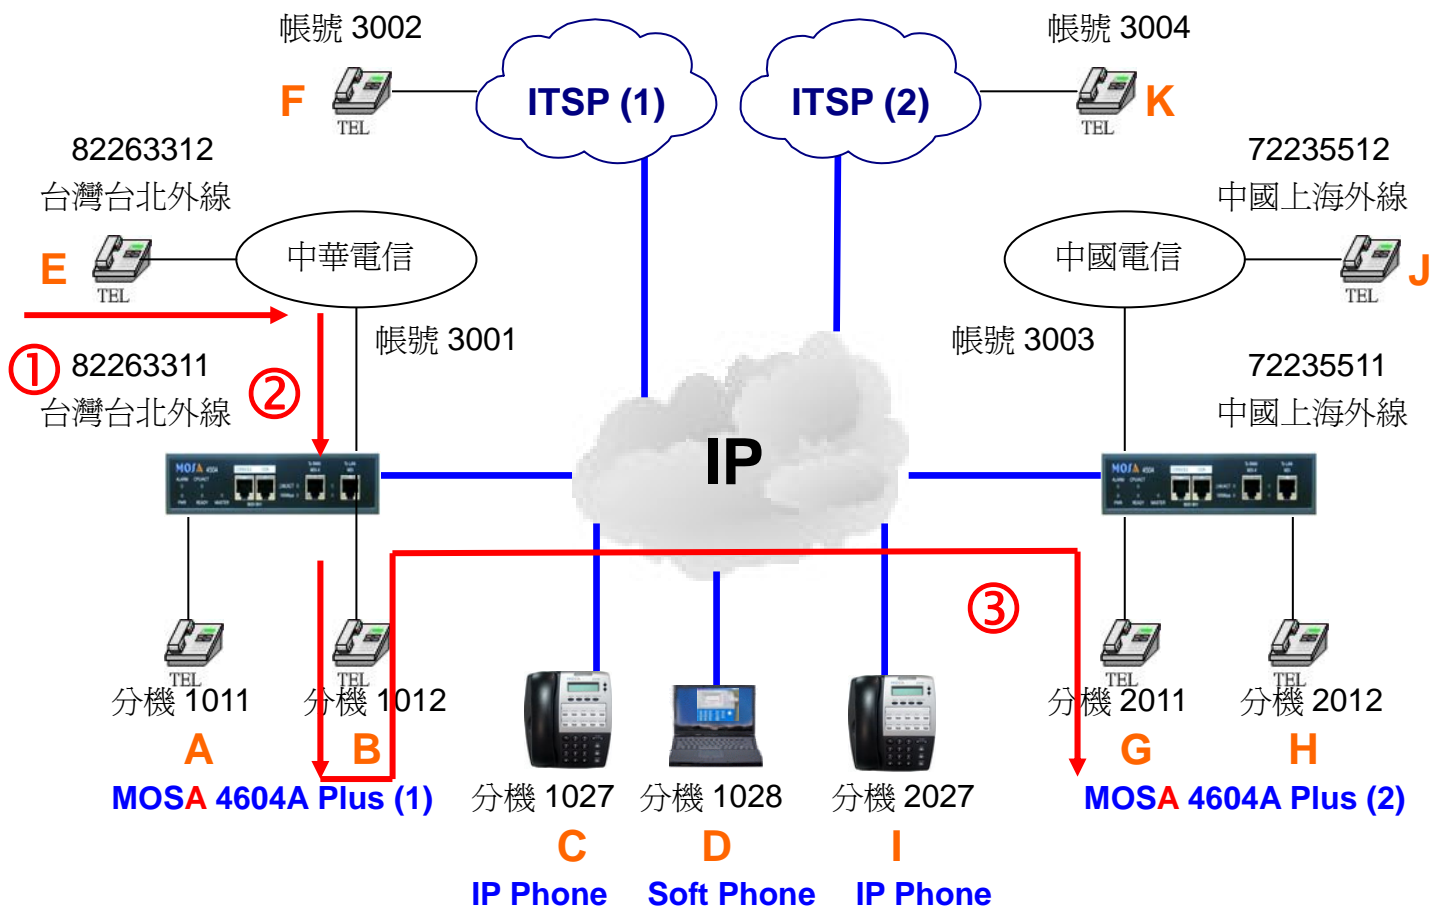 帳號 3002
帳號 3004
F
TEL
ITSP (1)
ITSP (2)
TEL
K
82263312
台灣台北外線
72235512
中國上海外線
E
TEL
中華電信
中國電信
TEL
J
帳號 3001
帳號 3003
①
82263311
台灣台北外線
②
72235511
中國上海外線
IP
MOSA 4504
MOSA 4504
③
TEL
分機 1011
TEL
分機 1012
TEL
分機 2011
TEL
分機 2012
A
B
G
H
MOSA 4604A Plus (1)
分機 1027
分機 1028
分機 2027
MOSA 4604A Plus (2)
C
D
I
IP Phone
Soft Phone
IP Phone